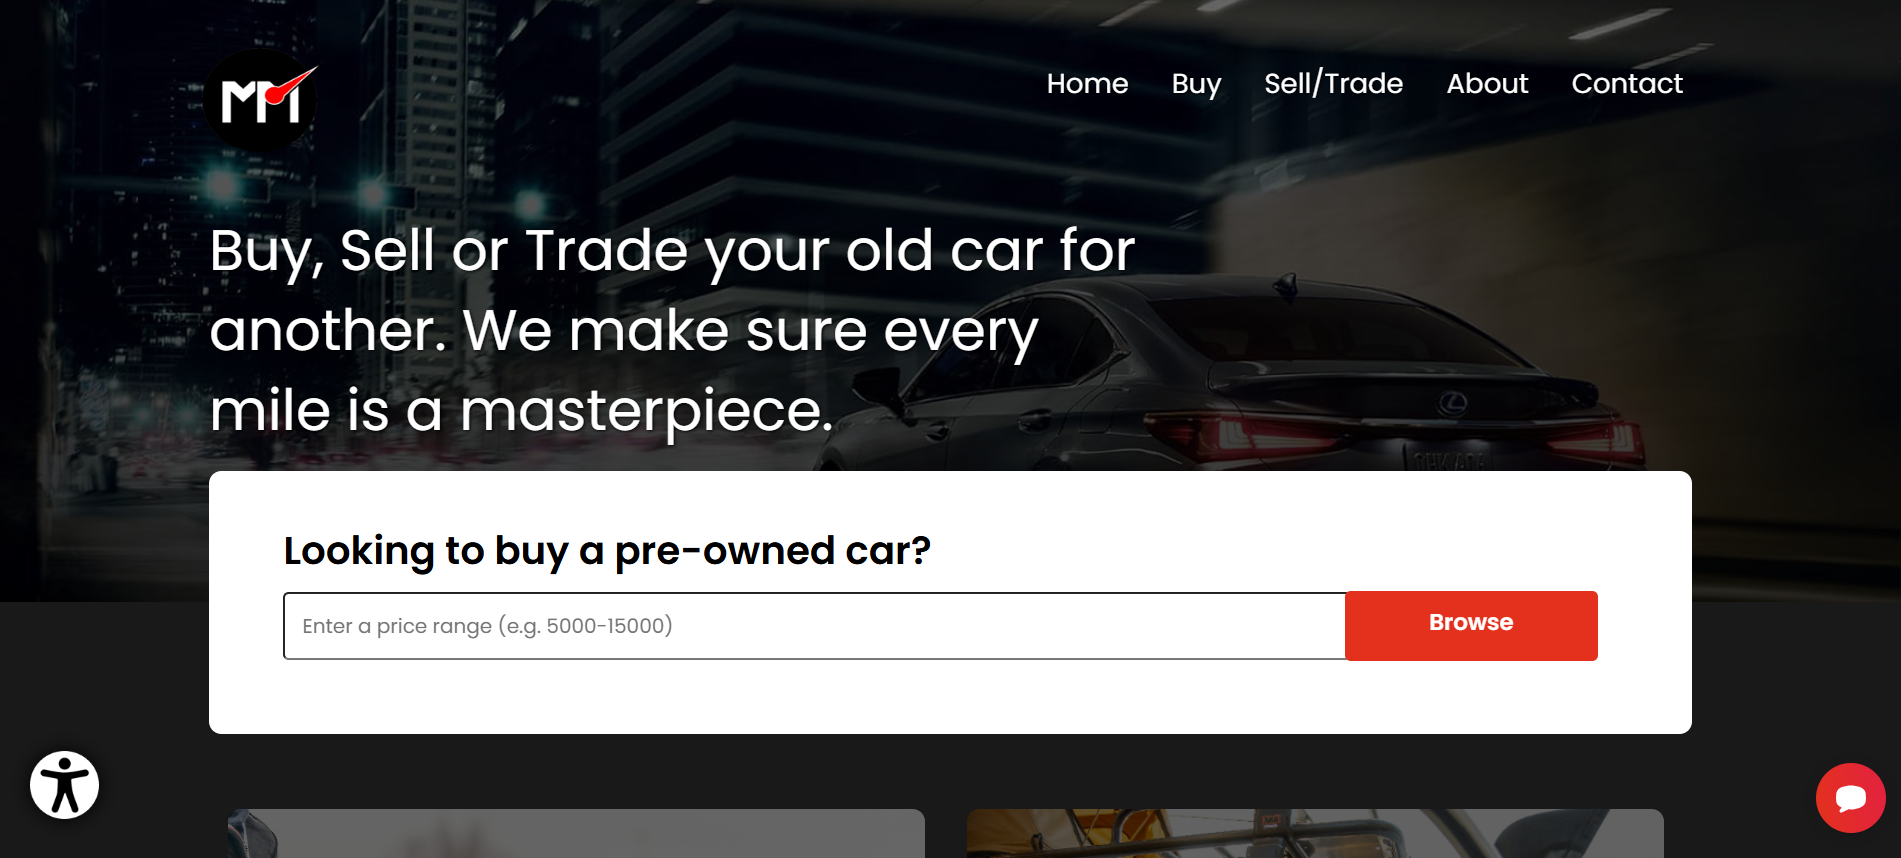 MM
Home
Buy
Sell/Trade
About
Contact
Buy, Sell or Trade your old car for
another. We make sure every
mile is a masterpiece.
Looking to buy a pre-owned car?
Enter a price range (e.g. 5000-15000)
Browse